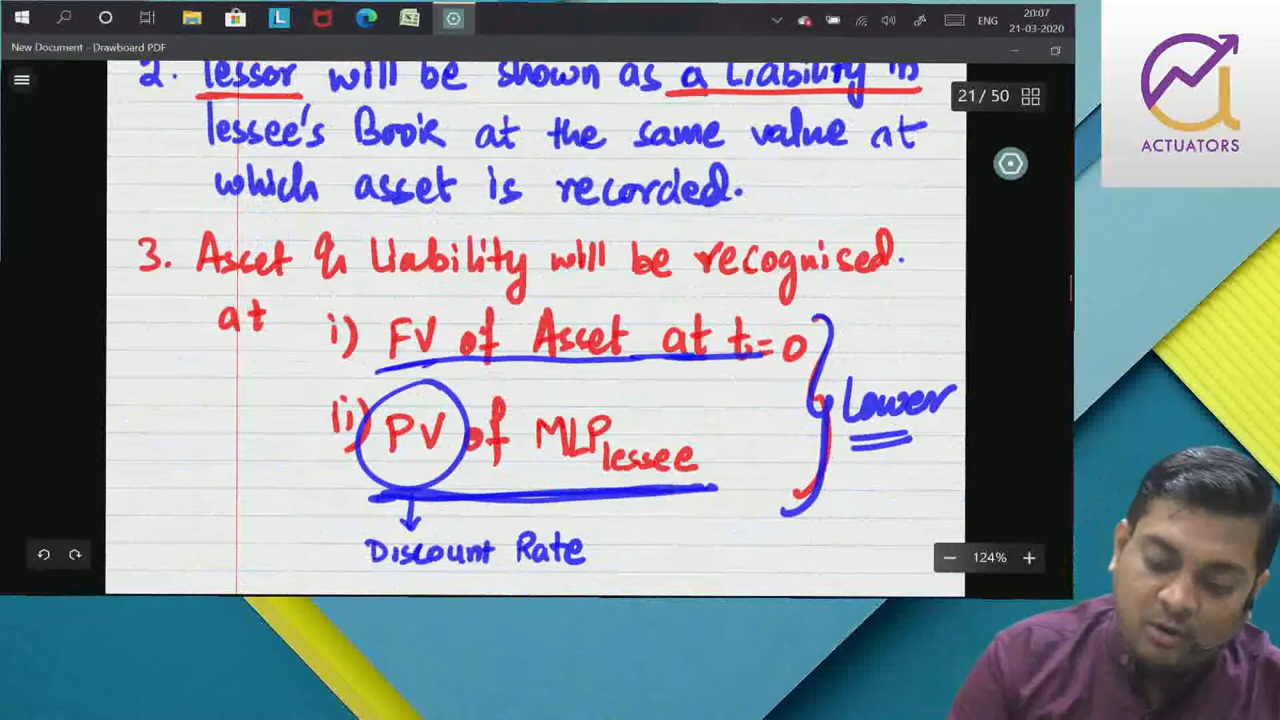 20:07
ENG
21-03-2020
New Document - Drawboard PDF
2. lessor will be shown as a Liability in
lessee's Book at the same value at
which asset is recorded.
3. Asset & Liability will be recognised.
at
i) FV of Asset at t=0
ii) PV of MLP lessee
Lower
Discount Rate
21 / 50
124%
ACTUATORS